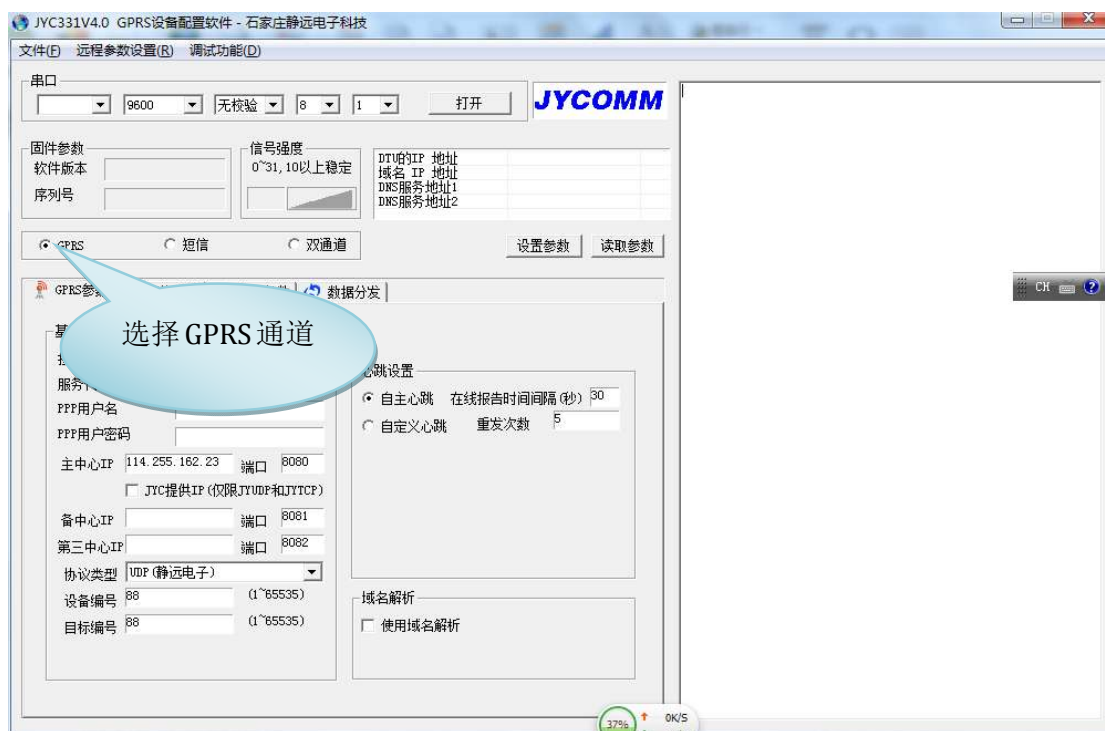 JYC331V4.0 GPRS设备配置软件 - 石家庄静远电子科技
文件(F) 远程参数设置(R) 调试功能(D)
串口
9600 无校验 8 1 打开
JYCOMM
固件参数
软件版本
序列号
信号强度
0~31,10以上稳定
DTU的IP 地址
域名 IP 地址
DNS服务地址1
DNS服务地址2
GPRS 短信 双通道
设置参数 读取参数
GPRS参 数据分发
选择GPRS通道
基
服务
PPP用户名
PPP用户密码
主中心IP 114.255.162.23 端口 8080
JYC提供IP(仅限JYUDP和JYTCP)
备中心IP 端口 8081
第三中心IP 端口 8082
协议类型 UDP(静远电子)
设备编号 88 (1~65535)
目标编号 88 (1~65535)
心跳设置
自主心跳 在线报告时间间隔(秒) 30
自定义心跳 重发次数 5
域名解析
使用域名解析
CH
37% 0K/S